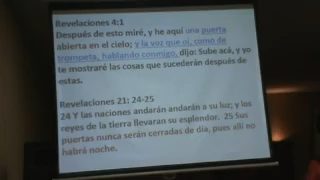 Revelaciones 4:1
Después de esto miré, y he aquí una puerta
abierta en el cielo; y la voz que oí, como de
trompeta, hablando conmigo, dijo: Sube acá, y yo
te mostraré las cosas que sucederán después de
estas.
Revelaciones 21: 24-25
24 Y las naciones andarán andarán a su luz; y los
reyes de la tierra llevaran su esplendor. 25 Sus
puertas nunca serán cerradas de día, pues allí no
habrá noche.